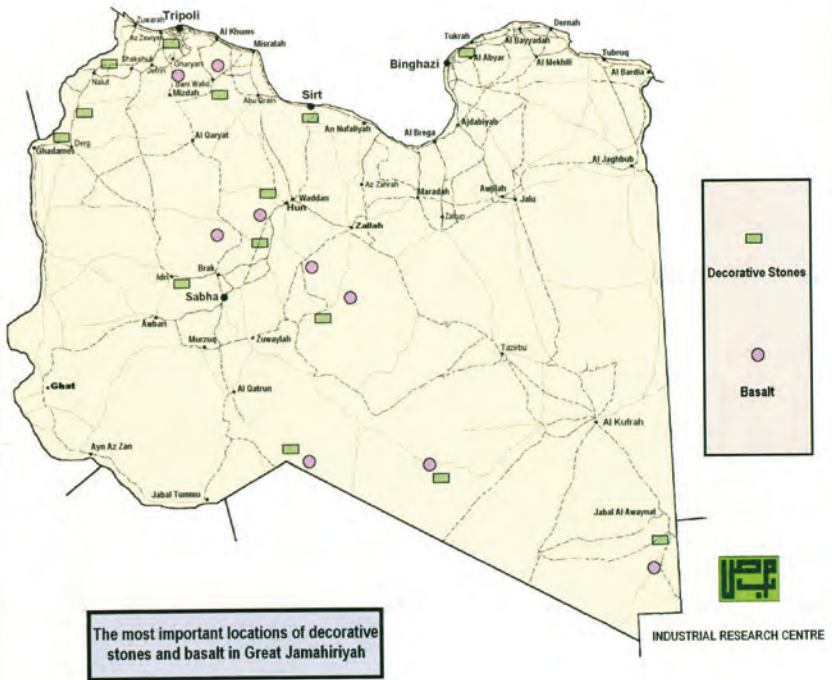 Zuwarah
Tripoli
Az Zawiya
Al Khums
Misratah
Shakshuk
Jefrin
Gharyan
Nalut
Bani Walid
Mizdah
Abu Qrain
Sirt
Tukrah
Al Bayyadah
Dernah
Binghazi
Al Abyar
Al Mekhili
Tubruq
Al Bardia
An Nufaliyah
Al Brega
Ajdabiyah
Ghadames
Derg
Al Qaryat
Al Jaghbub
Az Zahrah
Maradah
Awjilah
Jalu
Waddan
Hun
Zallah
Idri
Brak
Sabha
Awbari
Murzuq
Zuwaylah
Tazirbu
Ghat
Al Qatrun
Al Kufrah
Ayn Az Zan
Jabal Tummu
Jabal Al Awaynat
Decorative Stones
Basalt
The most important locations of decorative
stones and basalt in Great Jamahiriyah
INDUSTRIAL RESEARCH CENTRE